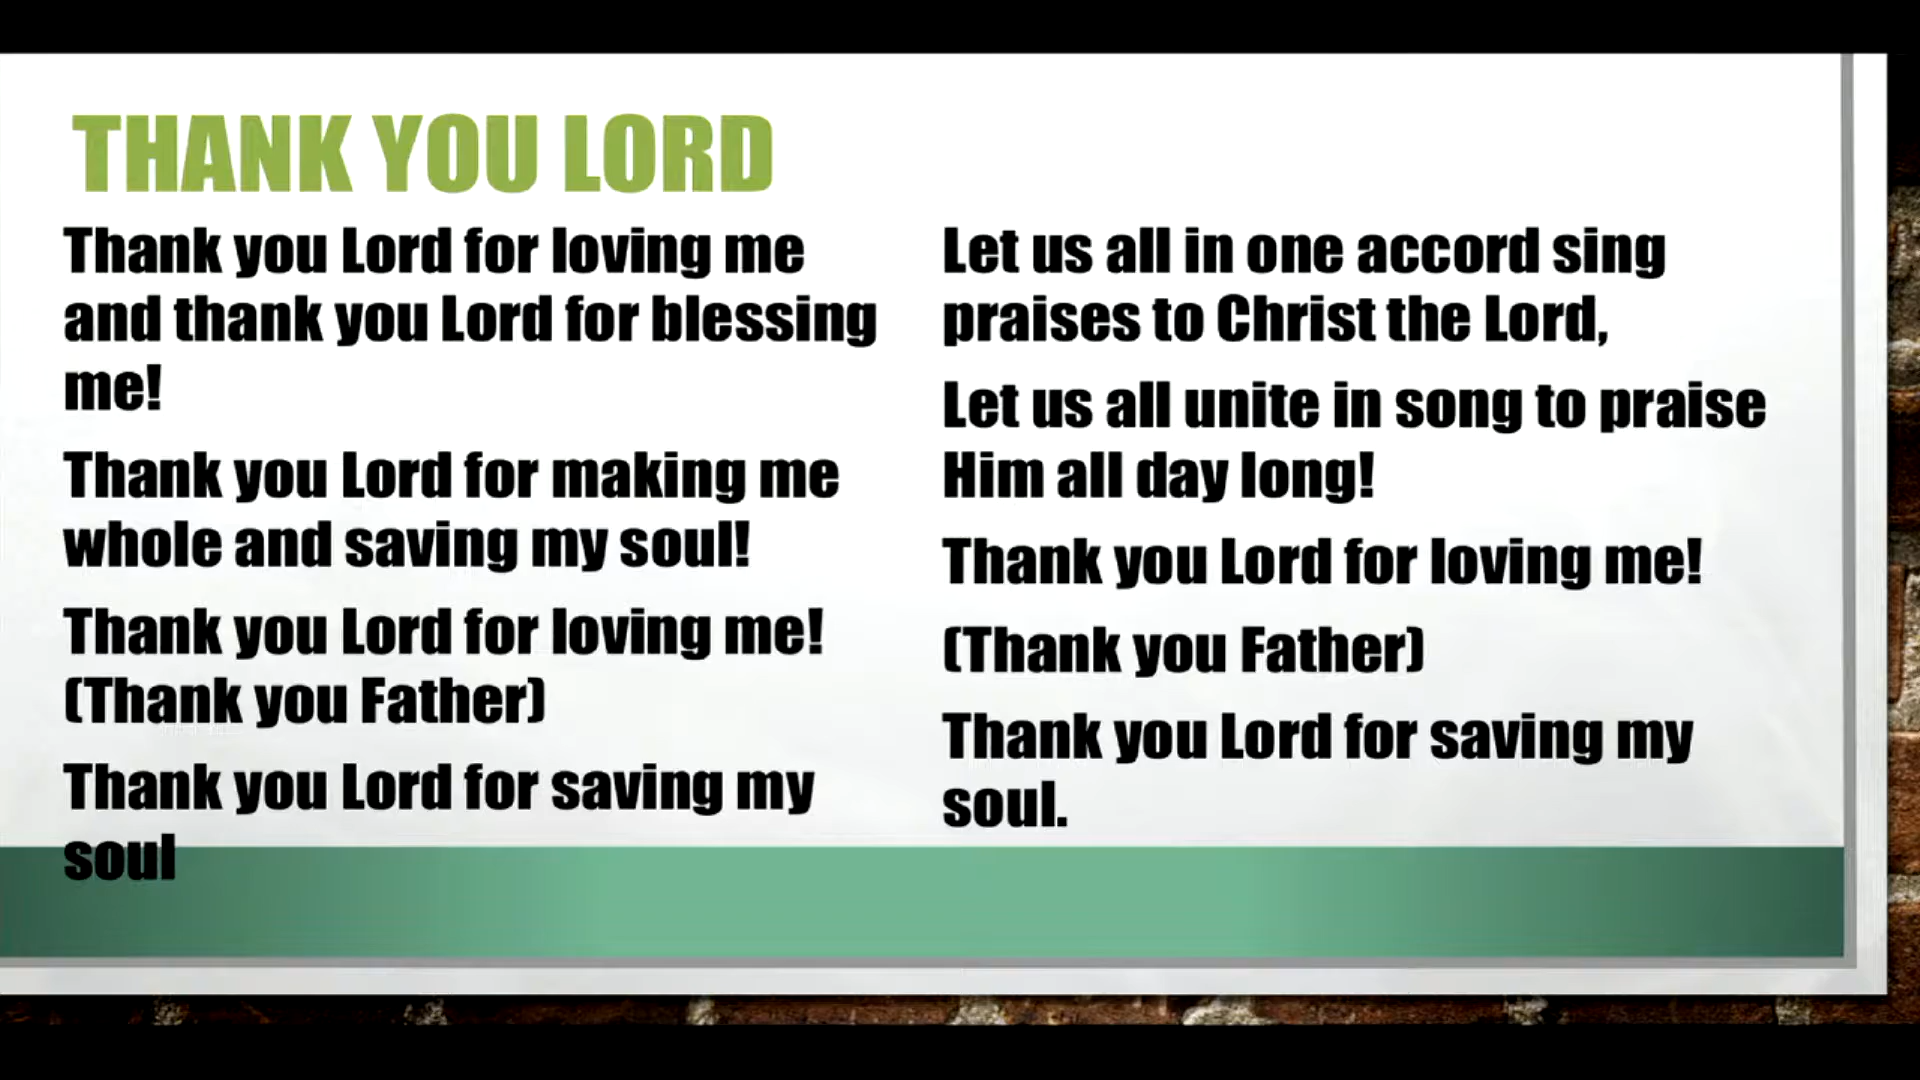 THANK YOU LORD
Thank you Lord for loving me
and thank you Lord for blessing
me!
Thank you Lord for making me
whole and saving my soul!
Thank you Lord for loving me!
(Thank you Father)
Thank you Lord for saving my
soul
Let us all in one accord sing
praises to Christ the Lord,
Let us all unite in song to praise
Him all day long!
Thank you Lord for loving me!
(Thank you Father)
Thank you Lord for saving my
soul.